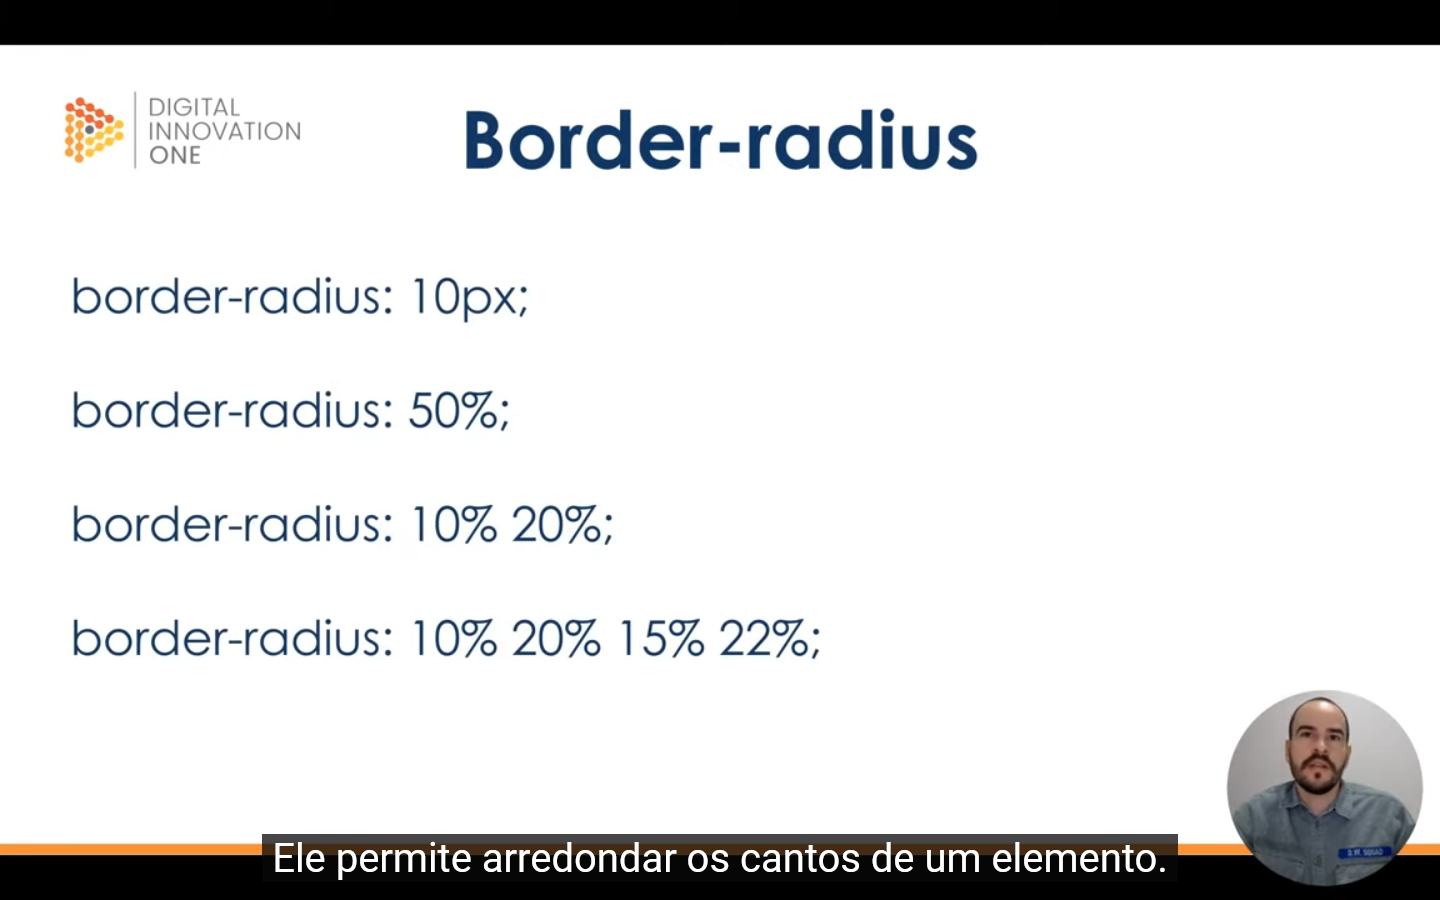 DIGITAL
INNOVATION
ONE
Border-radius
border-radius: 10px;
border-radius: 50%;
border-radius: 10% 20%;
border-radius: 10% 20% 15% 22%;
Ele permite arredondar os cantos de um elemento.